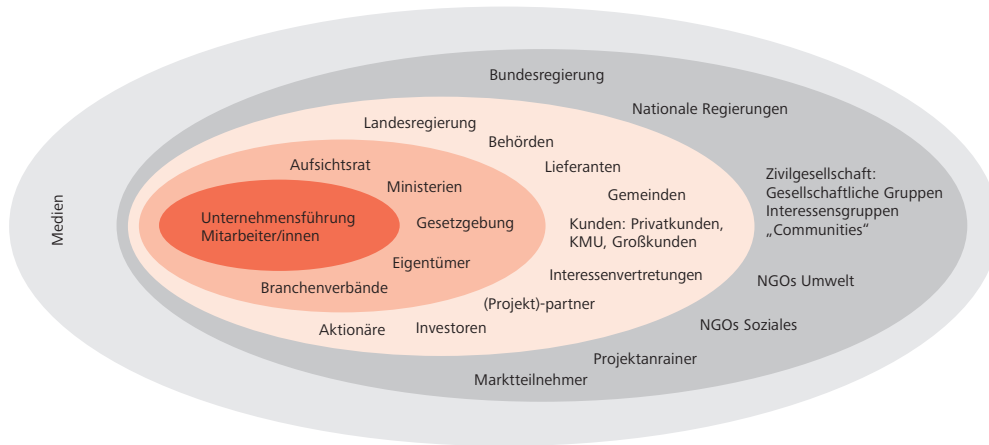 Bundesregierung
Nationale Regierungen
Landesregierung
Behörden
Aufsichtsrat
Lieferanten
Zivilgesellschaft:
Gesellschaftliche Gruppen
Interessensgruppen
„Communities“
Ministerien
Gemeinden
Medien
Unternehmensführung
Mitarbeiter/innen
Gesetzgebung
Kunden: Privatkunden,
KMU, Großkunden
Eigentümer
Interessenvertretungen
NGOs Umwelt
Branchenverbände
(Projekt)-partner
Aktionäre
Investoren
NGOs Soziales
Projektanrainer
Marktteilnehmer